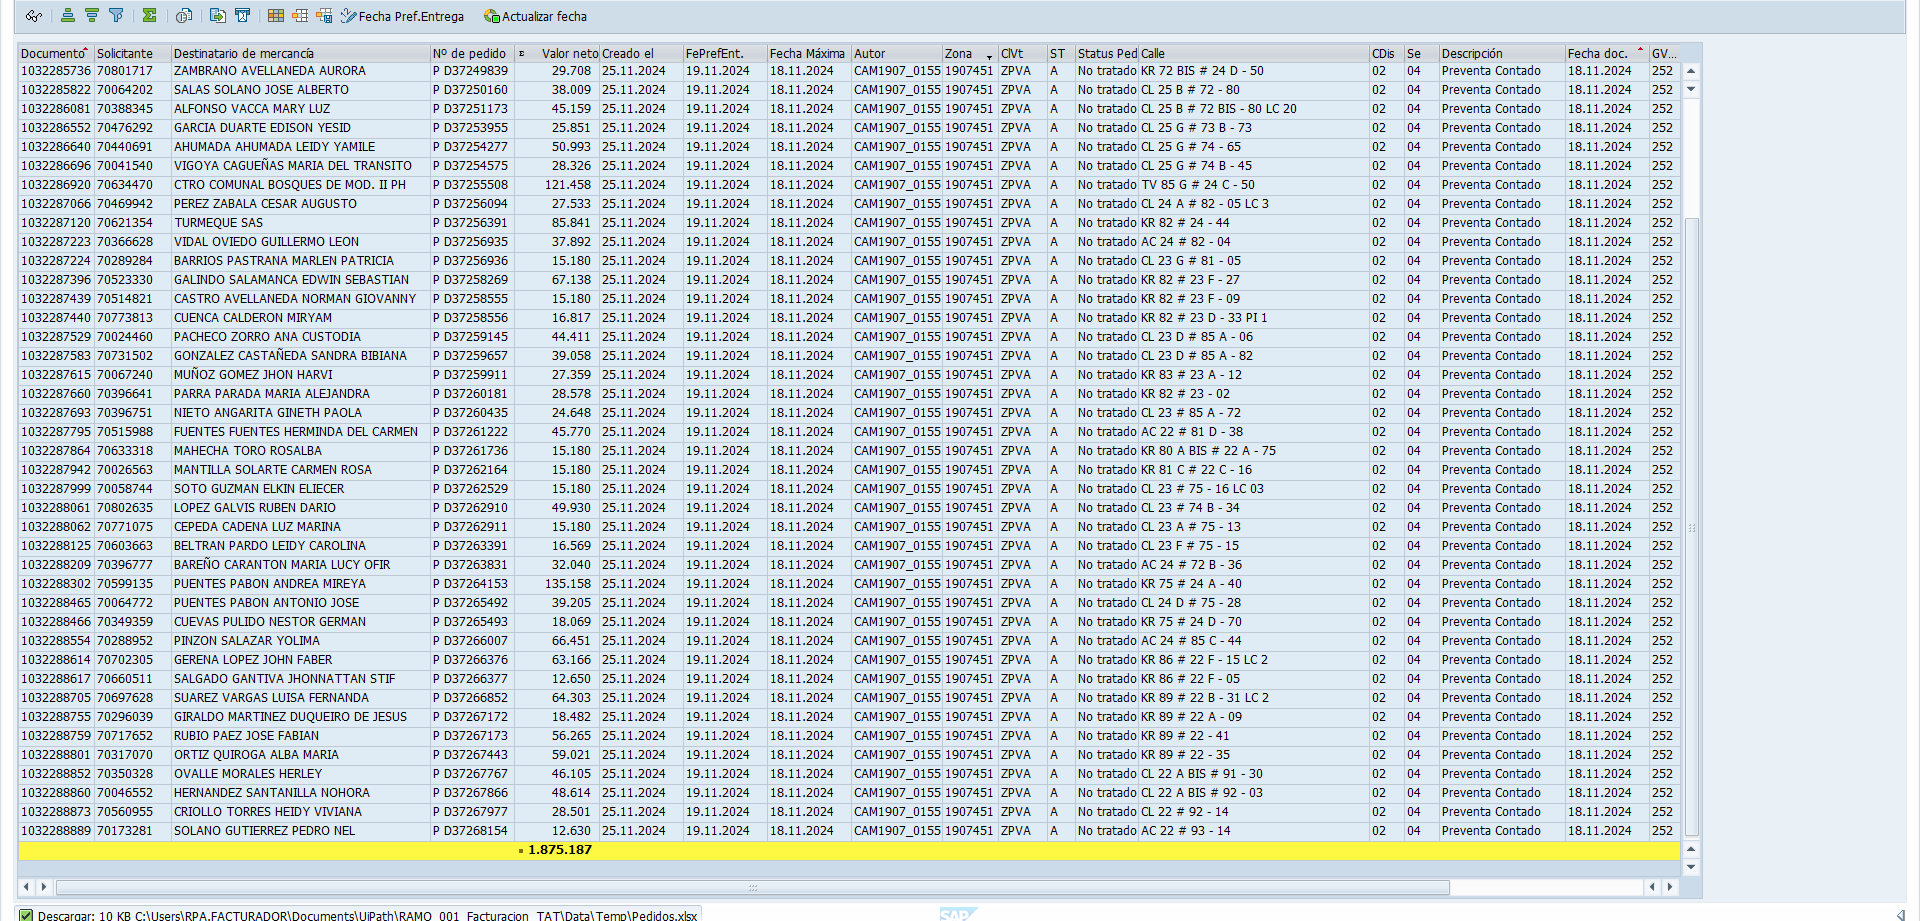 Fecha Pref.Entrega Actualizar fecha
Documento Solicitante Destinatario de mercancía Nº de pedido Σ Valor neto Creado el FePrefEnt. Fecha Máxima Autor Zona ClVt ST Status Ped Calle CDis Se Descripción Fecha doc. GV...
1032285736 70801717 ZAMBRANO AVELLANEDA AURORA P D37249839 29.708 25.11.2024 19.11.2024 18.11.2024 CAM1907_0155 1907451 ZPVA A No tratado KR 72 BIS # 24 D - 50 02 04 Preventa Contado 18.11.2024 252
1032285822 70064202 SALAS SOLANO JOSE ALBERTO P D37250160 38.009 25.11.2024 19.11.2024 18.11.2024 CAM1907_0155 1907451 ZPVA A No tratado CL 25 B # 72 - 80 02 04 Preventa Contado 18.11.2024 252
1032286081 70388345 ALFONSO VACCA MARY LUZ P D37251173 45.159 25.11.2024 19.11.2024 18.11.2024 CAM1907_0155 1907451 ZPVA A No tratado CL 25 B # 72 BIS - 80 LC 20 02 04 Preventa Contado 18.11.2024 252
1032286552 70476292 GARCIA DUARTE EDISON YESID P D37253955 25.851 25.11.2024 19.11.2024 18.11.2024 CAM1907_0155 1907451 ZPVA A No tratado CL 25 G # 73 B - 73 02 04 Preventa Contado 18.11.2024 252
1032286640 70440691 AHUMADA AHUMADA LEIDY YAMILE P D37254277 50.993 25.11.2024 19.11.2024 18.11.2024 CAM1907_0155 1907451 ZPVA A No tratado CL 25 G # 74 - 65 02 04 Preventa Contado 18.11.2024 252
1032286696 70041540 VIGOYA CAGUEÑAS MARIA DEL TRANSITO P D37254575 28.326 25.11.2024 19.11.2024 18.11.2024 CAM1907_0155 1907451 ZPVA A No tratado CL 25 G # 74 B - 45 02 04 Preventa Contado 18.11.2024 252
1032286920 70634470 CTRO COMUNAL BOSQUES DE MOD. II PH P D37255508 121.458 25.11.2024 19.11.2024 18.11.2024 CAM1907_0155 1907451 ZPVA A No tratado TV 85 G # 24 C - 50 02 04 Preventa Contado 18.11.2024 252
1032287066 70469942 PEREZ ZABALA CESAR AUGUSTO P D37256094 27.533 25.11.2024 19.11.2024 18.11.2024 CAM1907_0155 1907451 ZPVA A No tratado CL 24 A # 82 - 05 LC 3 02 04 Preventa Contado 18.11.2024 252
1032287120 70621354 TURMEQUE SAS P D37256391 85.841 25.11.2024 19.11.2024 18.11.2024 CAM1907_0155 1907451 ZPVA A No tratado KR 82 # 24 - 44 02 04 Preventa Contado 18.11.2024 252
1032287223 70366628 VIDAL OVIEDO GUILLERMO LEON P D37256935 37.892 25.11.2024 19.11.2024 18.11.2024 CAM1907_0155 1907451 ZPVA A No tratado AC 24 # 82 - 04 02 04 Preventa Contado 18.11.2024 252
1032287224 70289284 BARRIOS PASTRANA MARLEN PATRICIA P D37256936 15.180 25.11.2024 19.11.2024 18.11.2024 CAM1907_0155 1907451 ZPVA A No tratado CL 23 G # 81 - 05 02 04 Preventa Contado 18.11.2024 252
1032287396 70523330 GALINDO SALAMANCA EDWIN SEBASTIAN P D37258269 67.138 25.11.2024 19.11.2024 18.11.2024 CAM1907_0155 1907451 ZPVA A No tratado KR 82 # 23 F - 27 02 04 Preventa Contado 18.11.2024 252
1032287439 70514821 CASTRO AVELLANEDA NORMAN GIOVANNY P D37258555 15.180 25.11.2024 19.11.2024 18.11.2024 CAM1907_0155 1907451 ZPVA A No tratado KR 82 # 23 F - 09 02 04 Preventa Contado 18.11.2024 252
1032287440 70773813 CUENCA CALDERON MIRYAM P D37258556 16.817 25.11.2024 19.11.2024 18.11.2024 CAM1907_0155 1907451 ZPVA A No tratado KR 82 # 23 D - 33 PI 1 02 04 Preventa Contado 18.11.2024 252
1032287529 70024460 PACHECO ZORRO ANA CUSTODIA P D37259145 44.411 25.11.2024 19.11.2024 18.11.2024 CAM1907_0155 1907451 ZPVA A No tratado CL 23 D # 85 A - 06 02 04 Preventa Contado 18.11.2024 252
1032287583 70731502 GONZALEZ CASTAÑEDA SANDRA BIBIANA P D37259657 39.058 25.11.2024 19.11.2024 18.11.2024 CAM1907_0155 1907451 ZPVA A No tratado CL 23 D # 85 A - 82 02 04 Preventa Contado 18.11.2024 252
1032287615 70067240 MUÑOZ GOMEZ JHON HARVI P D37259911 27.359 25.11.2024 19.11.2024 18.11.2024 CAM1907_0155 1907451 ZPVA A No tratado KR 83 # 23 A - 12 02 04 Preventa Contado 18.11.2024 252
1032287660 70396641 PARRA PARADA MARIA ALEJANDRA P D37260181 28.578 25.11.2024 19.11.2024 18.11.2024 CAM1907_0155 1907451 ZPVA A No tratado KR 82 # 23 - 02 02 04 Preventa Contado 18.11.2024 252
1032287693 70396751 NIETO ANGARITA GINETH PAOLA P D37260435 24.648 25.11.2024 19.11.2024 18.11.2024 CAM1907_0155 1907451 ZPVA A No tratado CL 23 # 85 A - 72 02 04 Preventa Contado 18.11.2024 252
1032287795 70515988 FUENTES FUENTES HERMINDA DEL CARMEN P D37261222 45.770 25.11.2024 19.11.2024 18.11.2024 CAM1907_0155 1907451 ZPVA A No tratado AC 22 # 81 D - 38 02 04 Preventa Contado 18.11.2024 252
1032287864 70633318 MAHECHA TORO ROSALBA P D37261736 15.180 25.11.2024 19.11.2024 18.11.2024 CAM1907_0155 1907451 ZPVA A No tratado KR 80 A BIS # 22 A - 75 02 04 Preventa Contado 18.11.2024 252
1032287942 70026563 MANTILLA SOLARTE CARMEN ROSA P D37262164 15.180 25.11.2024 19.11.2024 18.11.2024 CAM1907_0155 1907451 ZPVA A No tratado KR 81 C # 22 C - 16 02 04 Preventa Contado 18.11.2024 252
1032287999 70058744 SOTO GUZMAN ELKIN ELIECER P D37262529 15.180 25.11.2024 19.11.2024 18.11.2024 CAM1907_0155 1907451 ZPVA A No tratado CL 23 # 75 - 16 LC 03 02 04 Preventa Contado 18.11.2024 252
1032288061 70802635 LOPEZ GALVIS RUBEN DARIO P D37262910 49.930 25.11.2024 19.11.2024 18.11.2024 CAM1907_0155 1907451 ZPVA A No tratado CL 23 # 74 B - 34 02 04 Preventa Contado 18.11.2024 252
1032288062 70771075 CEPEDA CADENA LUZ MARINA P D37262911 15.180 25.11.2024 19.11.2024 18.11.2024 CAM1907_0155 1907451 ZPVA A No tratado CL 23 A # 75 - 13 02 04 Preventa Contado 18.11.2024 252
1032288125 70603663 BELTRAN PARDO LEIDY CAROLINA P D37263391 16.569 25.11.2024 19.11.2024 18.11.2024 CAM1907_0155 1907451 ZPVA A No tratado CL 23 F # 75 - 15 02 04 Preventa Contado 18.11.2024 252
1032288209 70396777 BAREÑO CARANTON MARIA LUCY OFIR P D37263831 32.040 25.11.2024 19.11.2024 18.11.2024 CAM1907_0155 1907451 ZPVA A No tratado AC 24 # 72 B - 36 02 04 Preventa Contado 18.11.2024 252
1032288302 70599135 PUENTES PABON ANDREA MIREYA P D37264153 135.158 25.11.2024 19.11.2024 18.11.2024 CAM1907_0155 1907451 ZPVA A No tratado KR 75 # 24 A - 40 02 04 Preventa Contado 18.11.2024 252
1032288465 70064772 PUENTES PABON ANTONIO JOSE P D37265492 39.205 25.11.2024 19.11.2024 18.11.2024 CAM1907_0155 1907451 ZPVA A No tratado CL 24 D # 75 - 28 02 04 Preventa Contado 18.11.2024 252
1032288466 70349359 CUEVAS PULIDO NESTOR GERMAN P D37265493 18.069 25.11.2024 19.11.2024 18.11.2024 CAM1907_0155 1907451 ZPVA A No tratado KR 75 # 24 D - 70 02 04 Preventa Contado 18.11.2024 252
1032288554 70288952 PINZON SALAZAR YOLIMA P D37266007 66.451 25.11.2024 19.11.2024 18.11.2024 CAM1907_0155 1907451 ZPVA A No tratado AC 24 # 85 C - 44 02 04 Preventa Contado 18.11.2024 252
1032288614 70702305 GERENA LOPEZ JOHN FABER P D37266376 63.166 25.11.2024 19.11.2024 18.11.2024 CAM1907_0155 1907451 ZPVA A No tratado KR 86 # 22 F - 15 LC 2 02 04 Preventa Contado 18.11.2024 252
1032288617 70660511 SALGADO GANTIVA JHONNATTAN STIF P D37266377 12.650 25.11.2024 19.11.2024 18.11.2024 CAM1907_0155 1907451 ZPVA A No tratado KR 86 # 22 F - 05 02 04 Preventa Contado 18.11.2024 252
1032288705 70697628 SUAREZ VARGAS LUISA FERNANDA P D37266852 64.303 25.11.2024 19.11.2024 18.11.2024 CAM1907_0155 1907451 ZPVA A No tratado KR 89 # 22 B - 31 LC 2 02 04 Preventa Contado 18.11.2024 252
1032288755 70296039 GIRALDO MARTINEZ DUQUEIRO DE JESUS P D37267172 18.482 25.11.2024 19.11.2024 18.11.2024 CAM1907_0155 1907451 ZPVA A No tratado KR 89 # 22 A - 09 02 04 Preventa Contado 18.11.2024 252
1032288759 70717652 RUBIO PAEZ JOSE FABIAN P D37267173 56.265 25.11.2024 19.11.2024 18.11.2024 CAM1907_0155 1907451 ZPVA A No tratado KR 89 # 22 - 41 02 04 Preventa Contado 18.11.2024 252
1032288801 70317070 ORTIZ QUIROGA ALBA MARIA P D37267443 59.021 25.11.2024 19.11.2024 18.11.2024 CAM1907_0155 1907451 ZPVA A No tratado KR 89 # 22 - 35 02 04 Preventa Contado 18.11.2024 252
1032288852 70350328 OVALLE MORALES HERLEY P D37267767 46.105 25.11.2024 19.11.2024 18.11.2024 CAM1907_0155 1907451 ZPVA A No tratado CL 22 A BIS # 91 - 30 02 04 Preventa Contado 18.11.2024 252
1032288860 70046552 HERNANDEZ SANTANILLA NOHORA P D37267866 48.614 25.11.2024 19.11.2024 18.11.2024 CAM1907_0155 1907451 ZPVA A No tratado CL 22 A BIS # 92 - 03 02 04 Preventa Contado 18.11.2024 252
1032288873 70560955 CRIOLLO TORRES HEIDY VIVIANA P D37267977 28.501 25.11.2024 19.11.2024 18.11.2024 CAM1907_0155 1907451 ZPVA A No tratado CL 22 # 92 - 14 02 04 Preventa Contado 18.11.2024 252
1032288889 70173281 SOLANO GUTIERREZ PEDRO NEL P D37268154 12.630 25.11.2024 19.11.2024 18.11.2024 CAM1907_0155 1907451 ZPVA A No tratado AC 22 # 93 - 14 02 04 Preventa Contado 18.11.2024 252
1.875.187
Descargar: 10 KB C:\Users\RPA.FACTURADOR\Documents\UiPath\RAMO_001_Facturacion_TAT\Data\Temp\Pedidos.xlsx
SAP